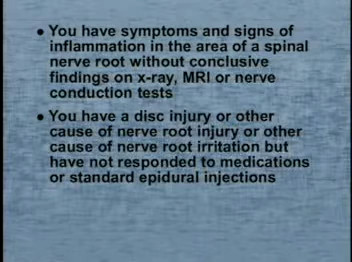 • You have symptoms and signs of
inflammation in the area of a spinal
nerve root without conclusive
findings on x-ray, MRI or nerve
conduction tests
• You have a disc injury or other
cause of nerve root injury or other
cause of nerve root irritation but
have not responded to medications
or standard epidural injections